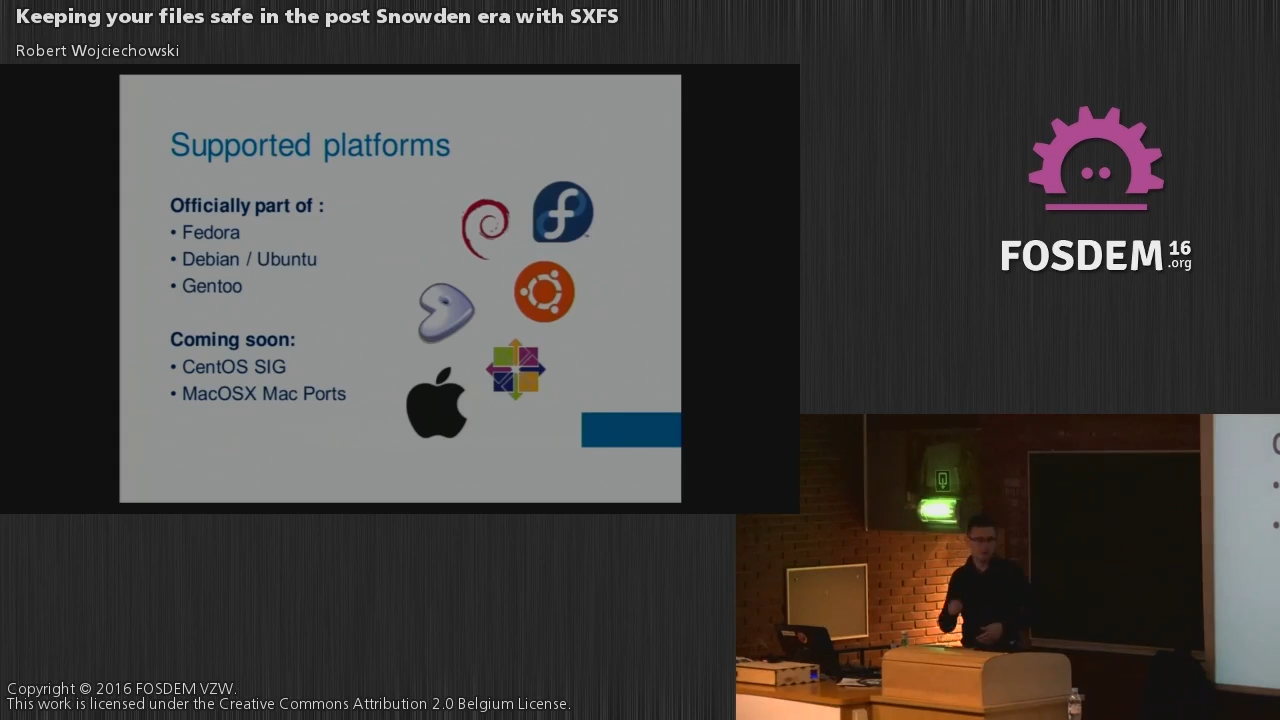 Keeping your files safe in the post Snowden era with SXFS
Robert Wojciechowski
Supported platforms
Officially part of :
• Fedora
• Debian / Ubuntu
• Gentoo
Coming soon:
• CentOS SIG
• MacOSX Mac Ports
FOSDEM 16
.org
Copyright © 2016 FOSDEM VZW.
This work is licensed under the Creative Commons Attribution 2.0 Belgium License.